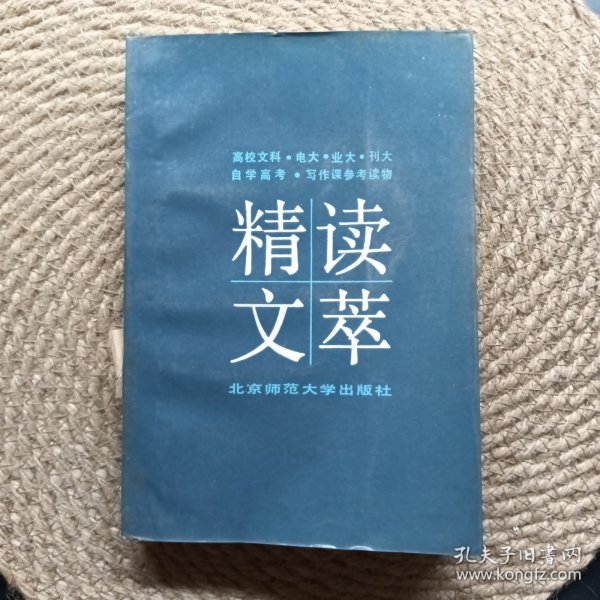 高校文科·电大·业大·刊大
自学高考·写作课参考读物
精读
文萃
北京师范大学出版社
孔夫子旧書网
www.kongfz.com